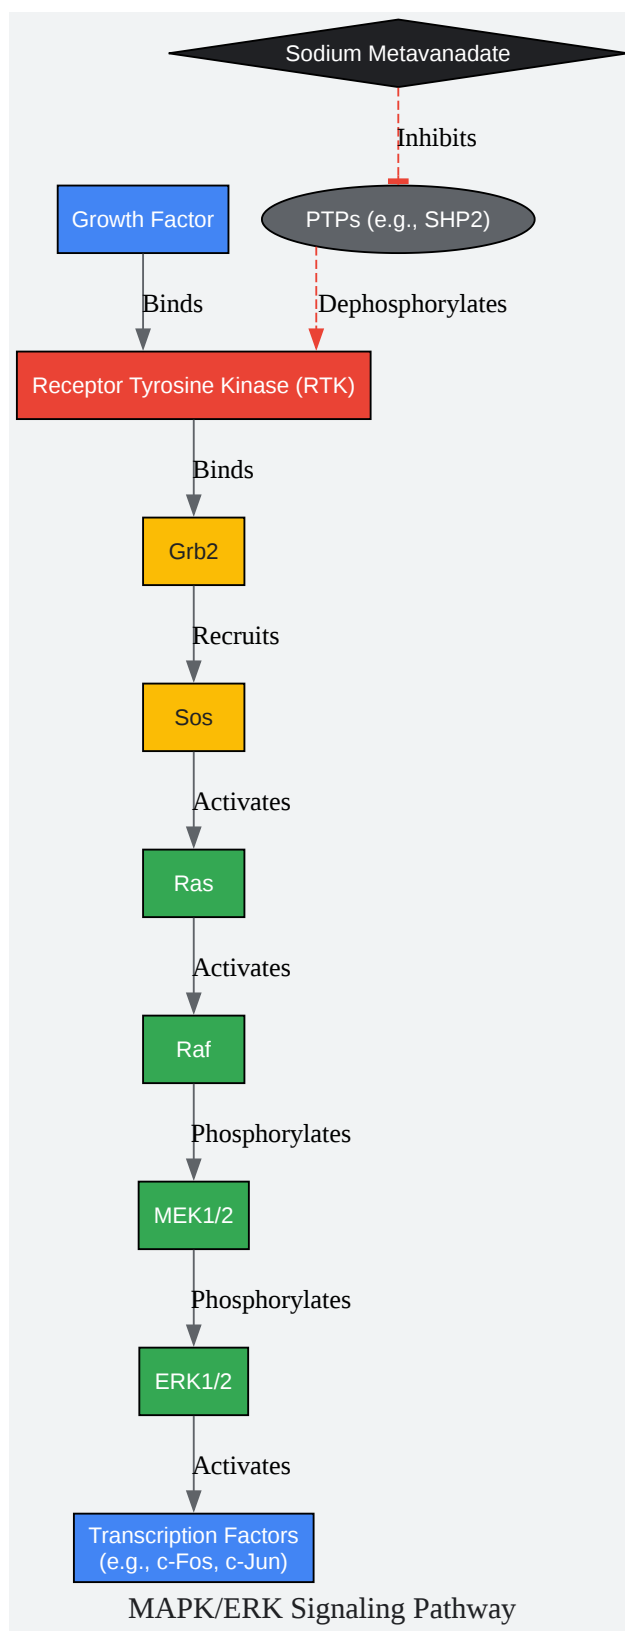 Sodium Metavanadate
Inhibits
Growth Factor
PTPs (e.g., SHP2)
Binds
Dephosphorylates
Receptor Tyrosine Kinase (RTK)
Binds
Grb2
Recruits
Sos
Activates
Ras
Activates
Raf
Phosphorylates
MEK1/2
Phosphorylates
ERK1/2
Activates
Transcription Factors
(e.g., c-Fos, c-Jun)
MAPK/ERK Signaling Pathway